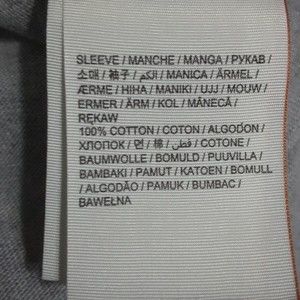 SLEEVE / MANCHE / MANGA / РУКАВ
/ 소매 / 袖子 / الكم / MANICA / ÄRMEL /
ÆRME / HIHA / MANIKI / UJJ / MOUW /
ERMER / ÄRM / KOL / MÂNECĂ /
RĘKAW
100% COTTON / COTON / ALGODÓN /
ХЛОПОК / 면 / 棉 / قطني / COTONE /
BAUMWOLLE / BOMULD / PUUVILLA /
BAMBAKI / PAMUT / KATOEN / BOMULL
/ ALGODÃO / PAMUK / BUMBAC /
BAWEŁNA